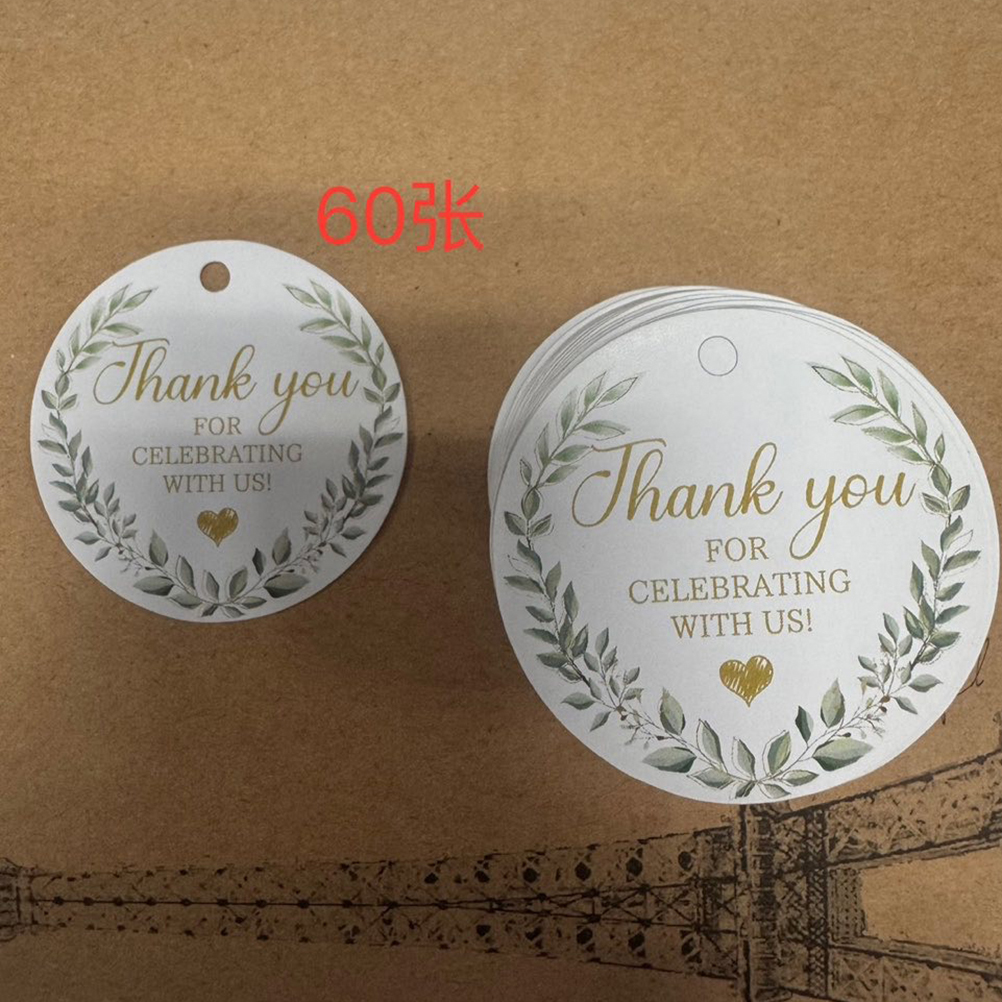 60张
Thank you
FOR
CELEBRATING
WITH US!
Thank you
FOR
CELEBRATING
WITH US!